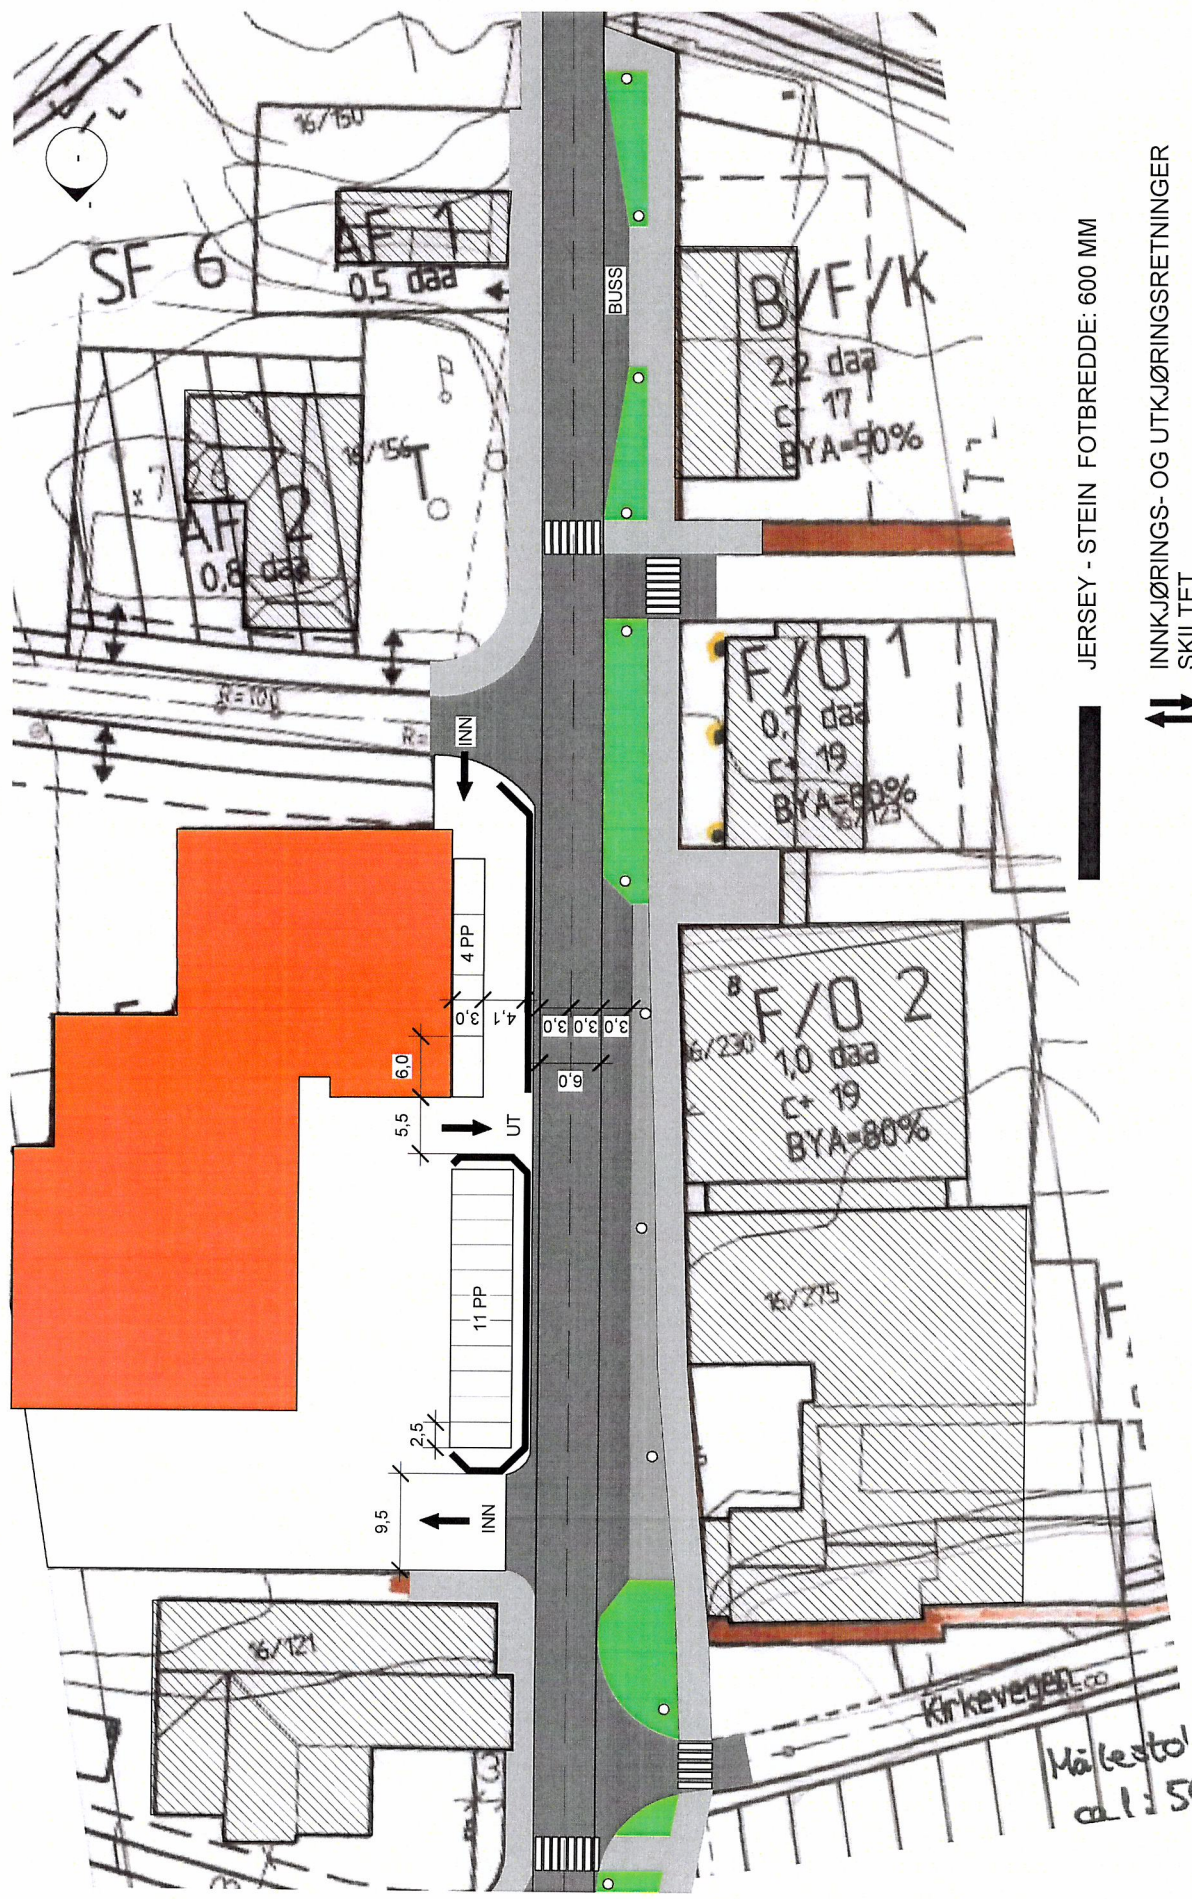 16/150
SF 6
AF 1
0,5 daa
16/156
T
AF 2
0,8 daa
R=100
R=
INN
4 PP
3,0
4,1
6,0
5,5
UT
11 PP
2,5
9,5
INN
16/121
BUSS
3,0
3,0
3,0
6,0
B/F/K
2,2 daa
c+ 17
BYA=90%
F/O 1
0,7 daa
c+ 19
BYA=80%
16/123
B
F/O 2
16/230
1,0 daa
c+ 19
BYA=80%
16/275
F
Kirkevegen
JERSEY - STEIN FOTBREDDE: 600 MM
INNKJØRINGS- OG UTKJØRINGSRETNINGER
SKILTET